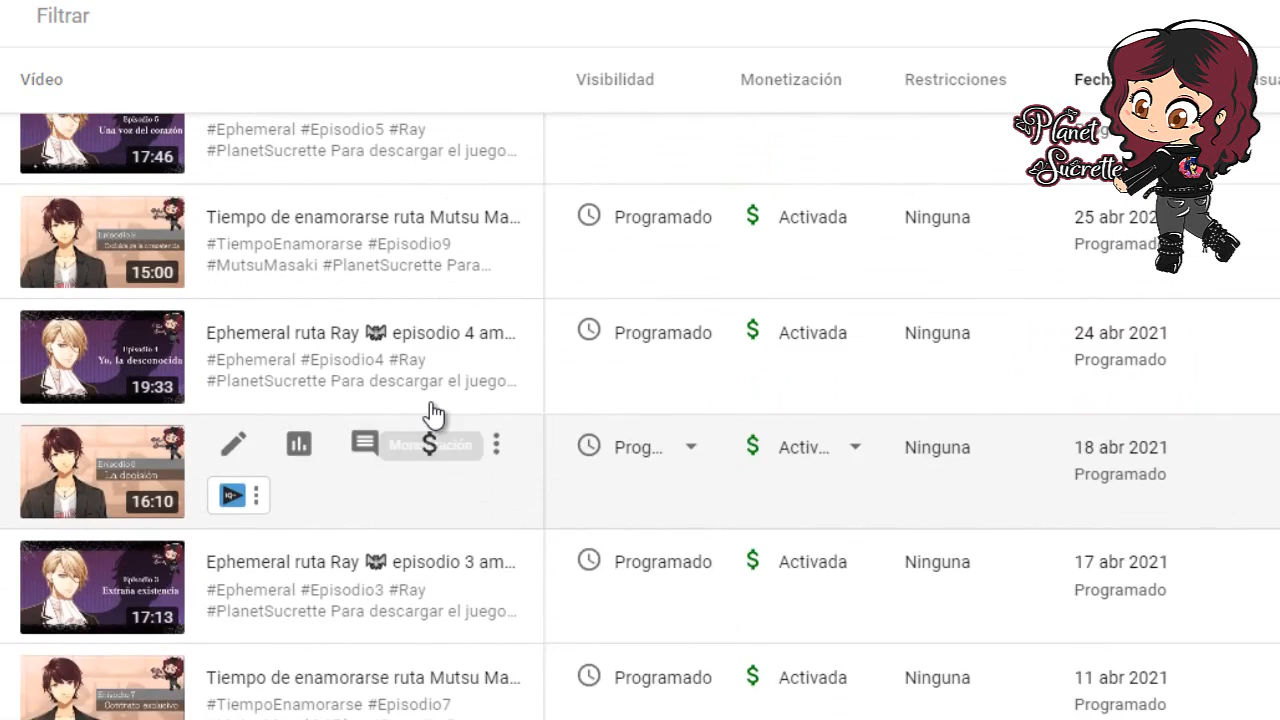 Filtrar
Vídeo
Visibilidad
Monetización
Restricciones
Planet
Sucrette
Episodio 5
Una voz del corazón
17:46
#Ephemeral #Episodio5 #Ray
#PlanetSucrette Para descargar el juego...
Tiempo de enamorarse ruta Mutsu Ma...
#TiempoEnamorarse #Episodio9
#MutsuMasaki #PlanetSucrette Para...
15:00
Programado
Activada
Ninguna
25 abr 202
Programado
Episodio 4
Yo, la desconocida
19:33
Ephemeral ruta Ray episodio 4 am...
#Ephemeral #Episodio4 #Ray
#PlanetSucrette Para descargar el juego...
Programado
Activada
Ninguna
24 abr 2021
Programado
Episodio 8
La decisión
16:10
Monetización
IQ
Prog...
Activ...
Ninguna
18 abr 2021
Programado
Episodio 3
Extraña existencia
17:13
Ephemeral ruta Ray episodio 3 am...
#Ephemeral #Episodio3 #Ray
#PlanetSucrette Para descargar el juego...
Programado
Activada
Ninguna
17 abr 2021
Programado
Episodio 7
Contrato exclusivo
Tiempo de enamorarse ruta Mutsu Ma...
#TiempoEnamorarse #Episodio7
Programado
Activada
Ninguna
11 abr 2021
Programado